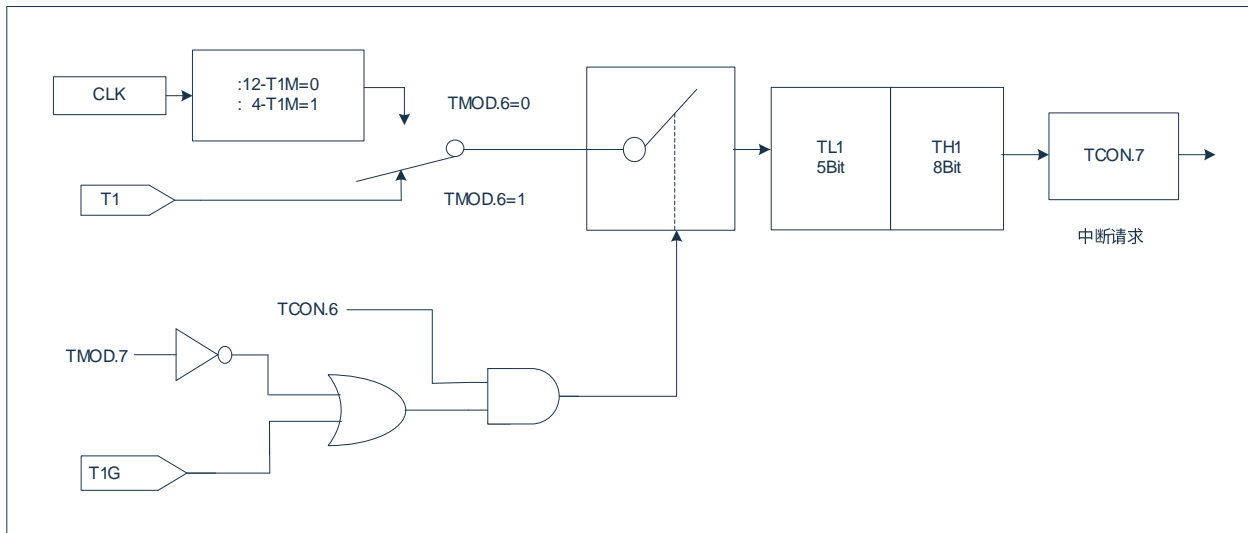 CLK
:12-T1M=0
: 4-T1M=1
TMOD.6=0
T1
TMOD.6=1
TL1
5Bit
TH1
8Bit
TCON.7
中断请求
TCON.6
TMOD.7
T1G